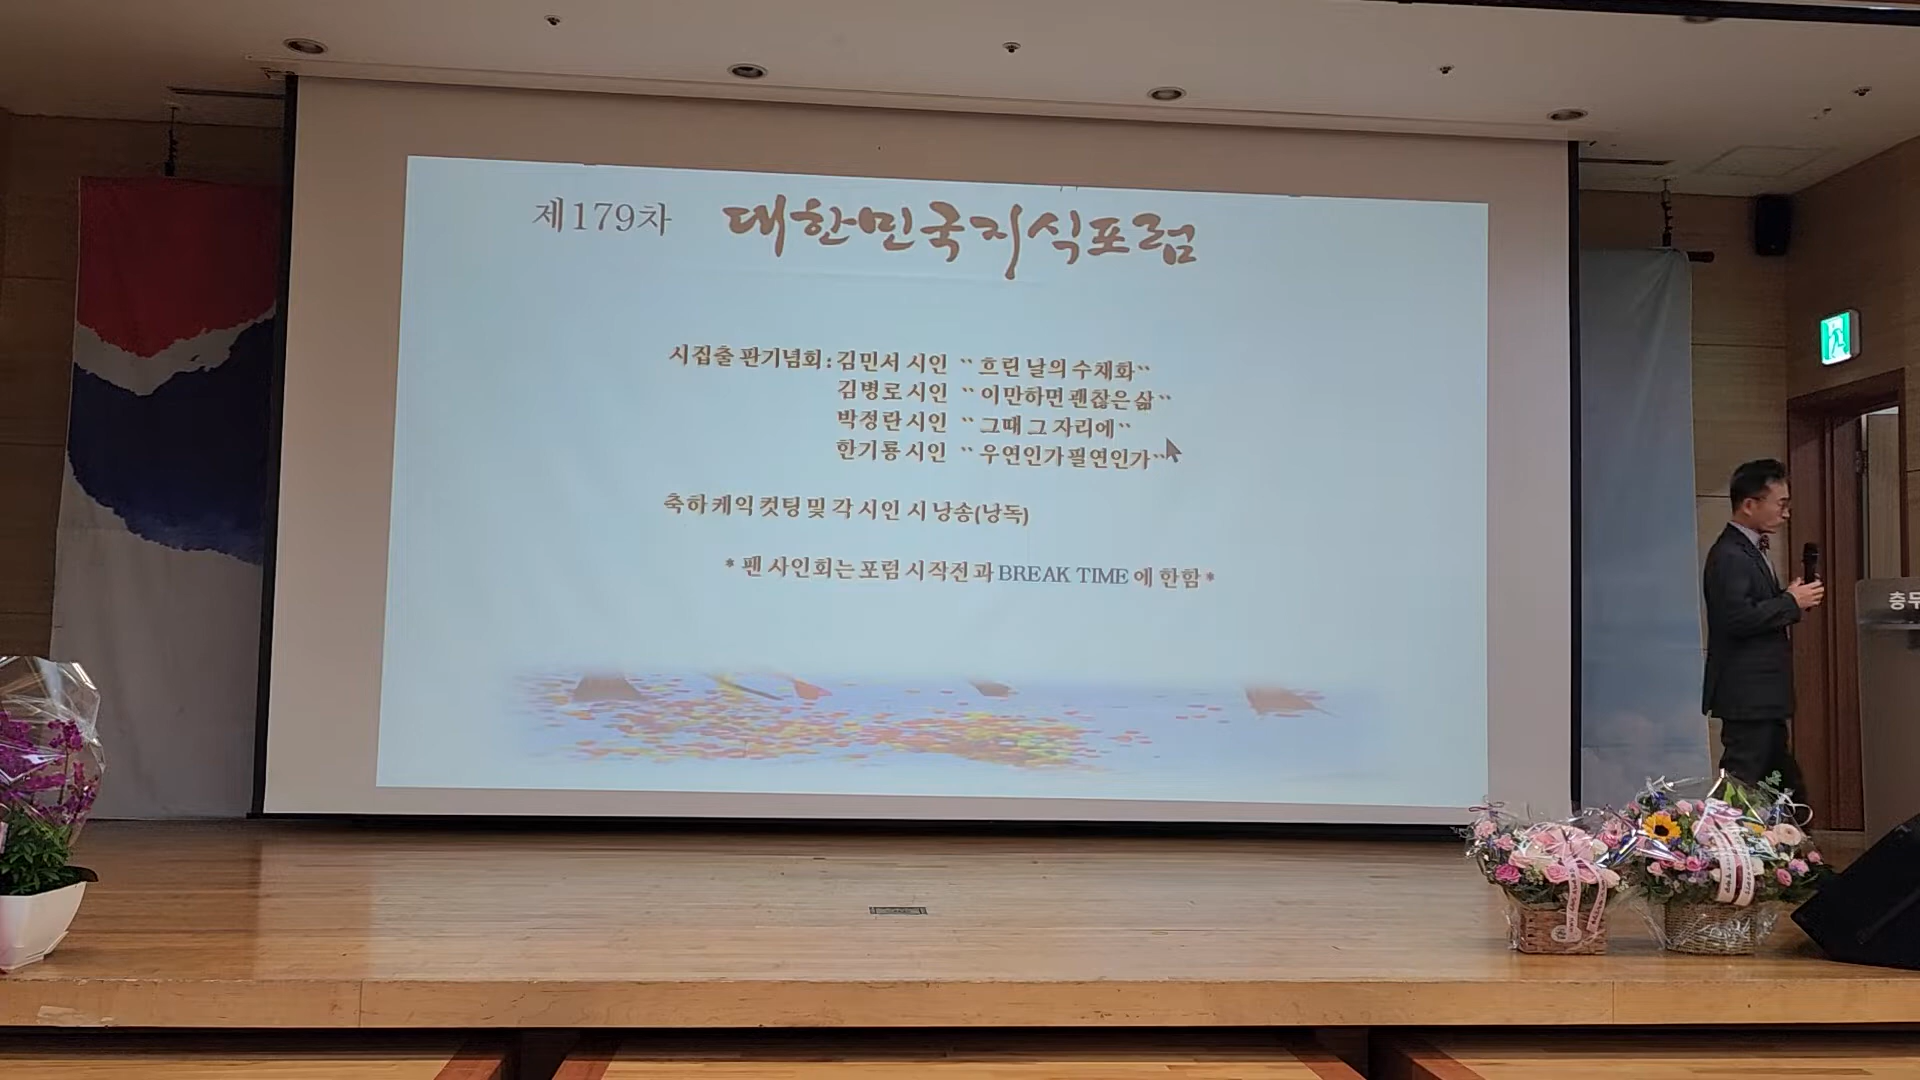 제179차 대한민국지식포럼
시집출판기념회 : 김민서 시인 `` 흐린 날의 수채화``
김병로 시인 `` 이만하면 괜찮은 삶``
박정란 시인 `` 그때 그 자리에``
한기룡 시인 `` 우연인가 필연인가``
축하 케익 컷팅 및 각 시인 시 낭송(낭독)
* 팬 사인회는 포럼 시작전과 BREAK TIME 에 한함 *
충무